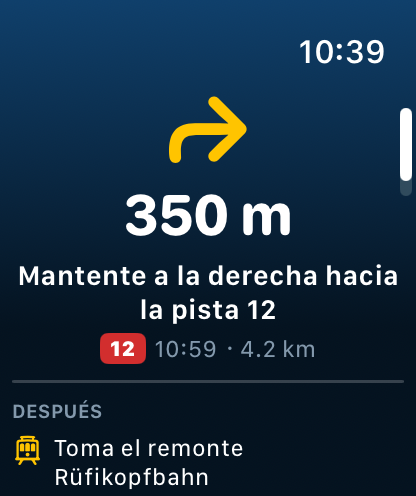 10:39
350 m
Mantente a la derecha hacia
la pista 12
12 10:59 · 4.2 km
DESPUÉS
Toma el remonte
Rüfikopfbahn